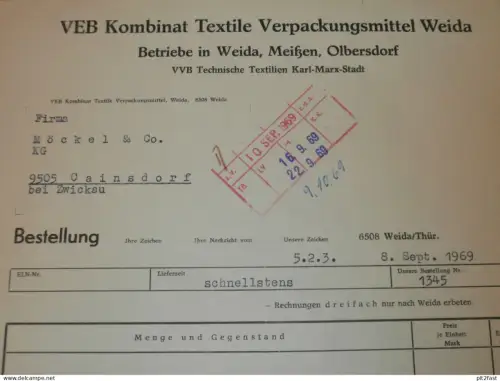 VEB Kombinat Textile Verpackungsmittel Weida
Betriebe in Weida, Meißen, Olbersdorf
VVB Technische Textilien Karl-Marx-Stadt
VEB Kombinat Textile Verpackungsmittel, Weida, 6508 Weida
Firma
Möckel & Co.
KG
9505 Cainsdorf
bei Zwickau
10. SEP. 1969
16. 9. 69
22. 9. 69
9.10.69
Bestellung
Ihre Zeichen
Ihre Nachricht vom
Unsere Zeichen
6508 Weida/Thür.
5.2.3.
8. Sept. 1969
ELN-Nr.
Lieferzeit
Unsere Bestellung Nr.
schnellstens
1345
– Rechnungen dreifach nur nach Weida erbeten.
Menge und Gegenstand
Preis
je Einheit
Mark
www.delcampe.net
pit2fast